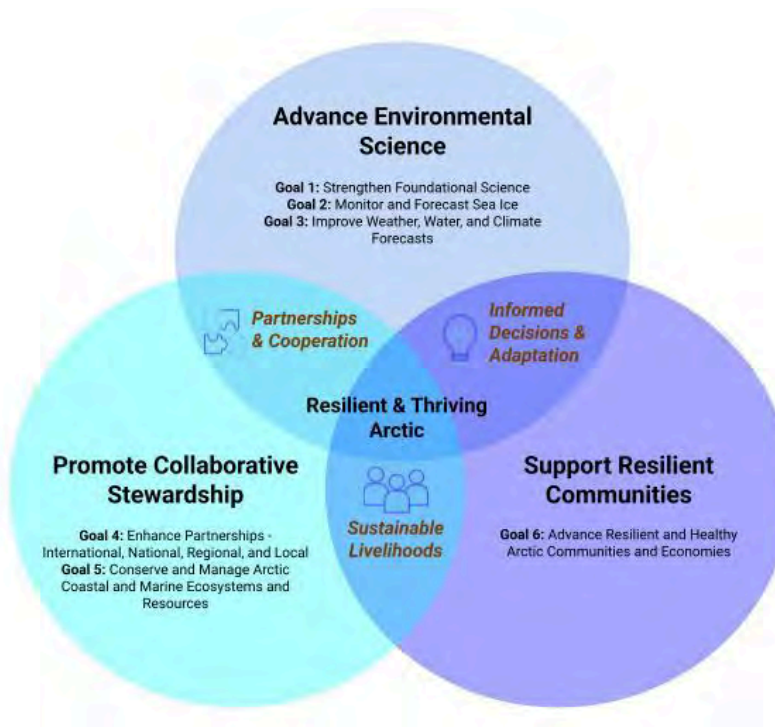 Advance Environmental
Science
Goal 1: Strengthen Foundational Science
Goal 2: Monitor and Forecast Sea Ice
Goal 3: Improve Weather, Water, and Climate
Forecasts
Partnerships
& Cooperation
Informed
Decisions &
Adaptation
Resilient & Thriving
Arctic
Promote Collaborative
Stewardship
Goal 4: Enhance Partnerships -
International, National, Regional, and Local
Goal 5: Conserve and Manage Arctic
Coastal and Marine Ecosystems and
Resources
Sustainable
Livelihoods
Support Resilient
Communities
Goal 6: Advance Resilient and Healthy
Arctic Communities and Economies